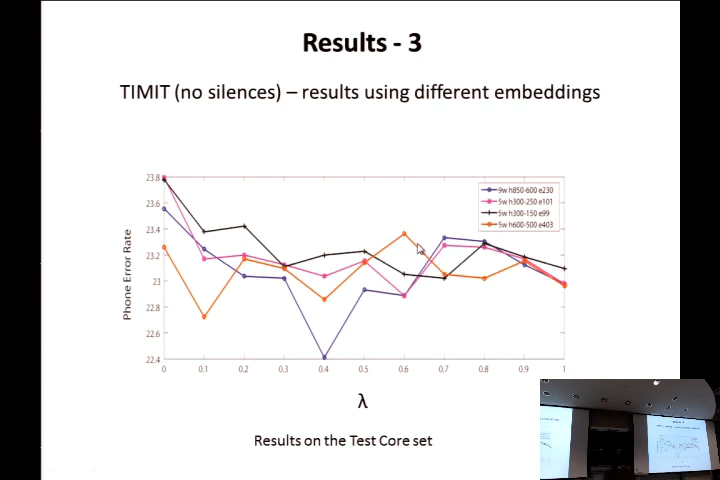 Results - 3
TIMIT (no silences) – results using different embeddings
23.8
23.6
23.4
23.2
23
22.8
22.6
22.4
Phone Error Rate
9w h850-600 e230
5w h300-250 e101
5w h300-150 e99
5w h600-500 e403
0 0.1 0.2 0.3 0.4 0.5 0.6 0.7 0.8 0.9 1
λ
Results on the Test Core set